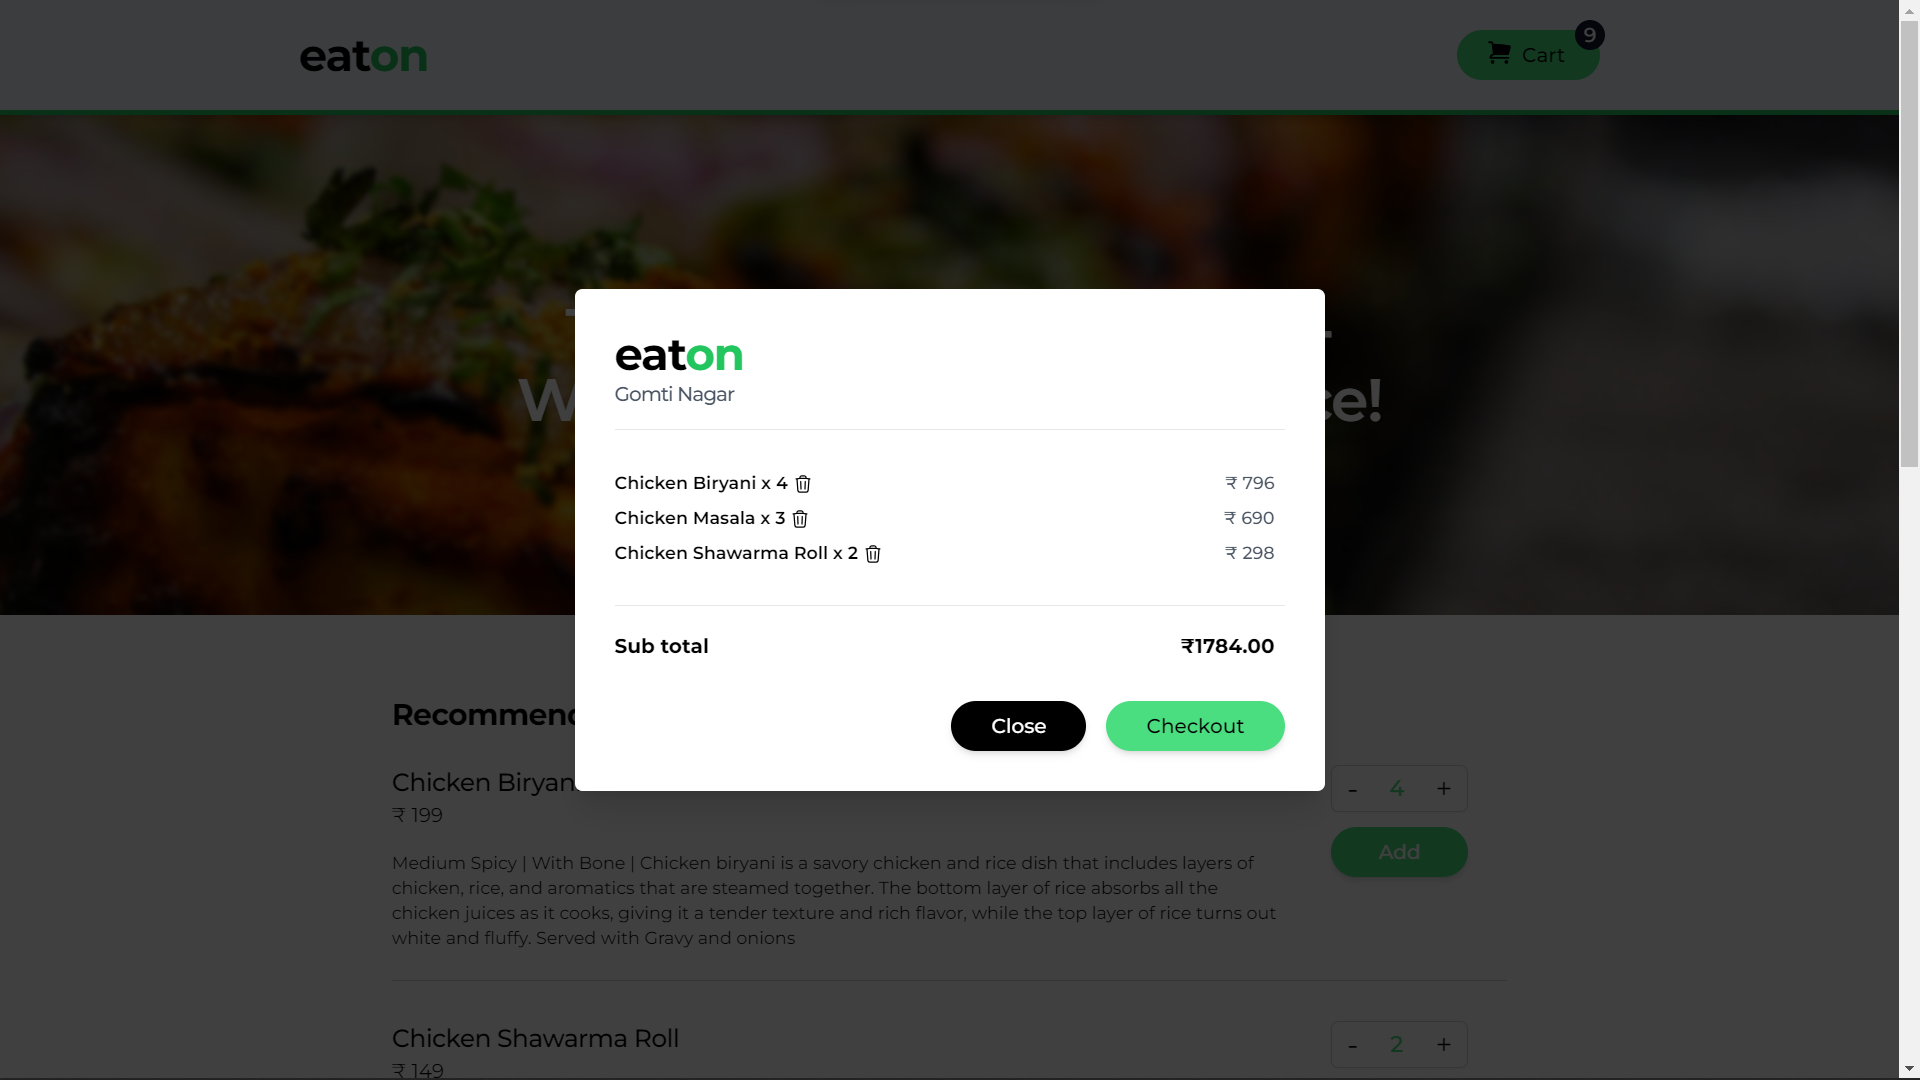 eaton
Cart
9
eaton
Gomti Nagar
Chicken Biryani x 4
₹ 796
Chicken Masala x 3
₹ 690
Chicken Shawarma Roll x 2
₹ 298
Sub total
₹1784.00
Close
Checkout
Chicken
₹ 199
- 4 +
Add
Medium Spicy | With Bone | Chicken biryani is a savory chicken and rice dish that includes layers of
chicken, rice, and aromatics that are steamed together. The bottom layer of rice absorbs all the
chicken juices as it cooks, giving it a tender texture and rich flavor, while the top layer of rice turns out
white and fluffy. Served with Gravy and onions
Chicken Shawarma Roll
- 2 +
₹ 149